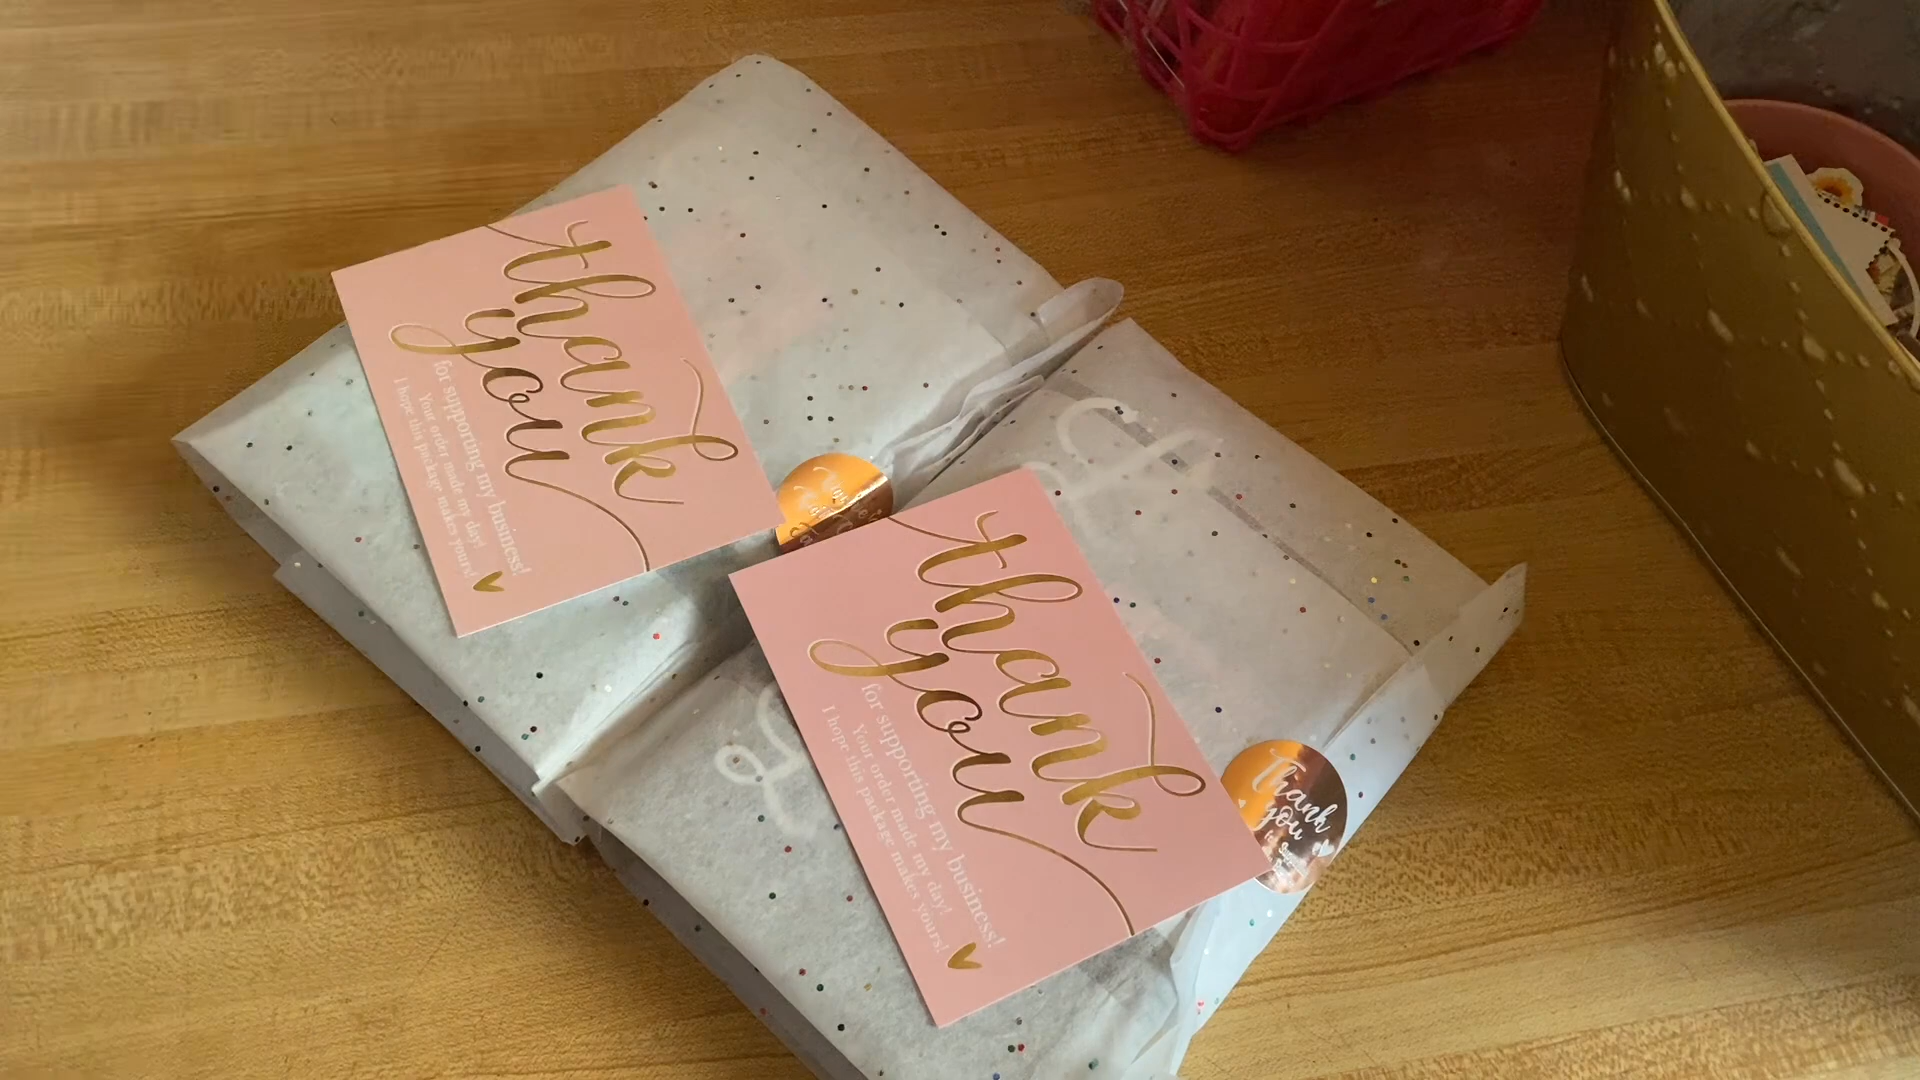 thank
you
for supporting my business!
Your order made my day!
I hope this package makes yours!
thank
you
for supporting my business!
Your order made my day!
I hope this package makes yours!
Thank
you